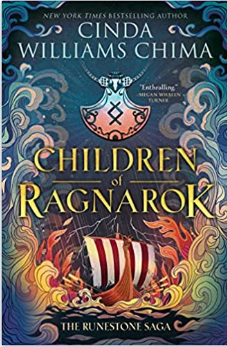 NEW YORK TIMES BESTSELLING AUTHOR
CINDA
WILLIAMS CHIMA
"Enthralling."
-MEGAN WHALEN
TURNER
CHILDREN
of
RAGNAROK
THE RUNESTONE SAGA